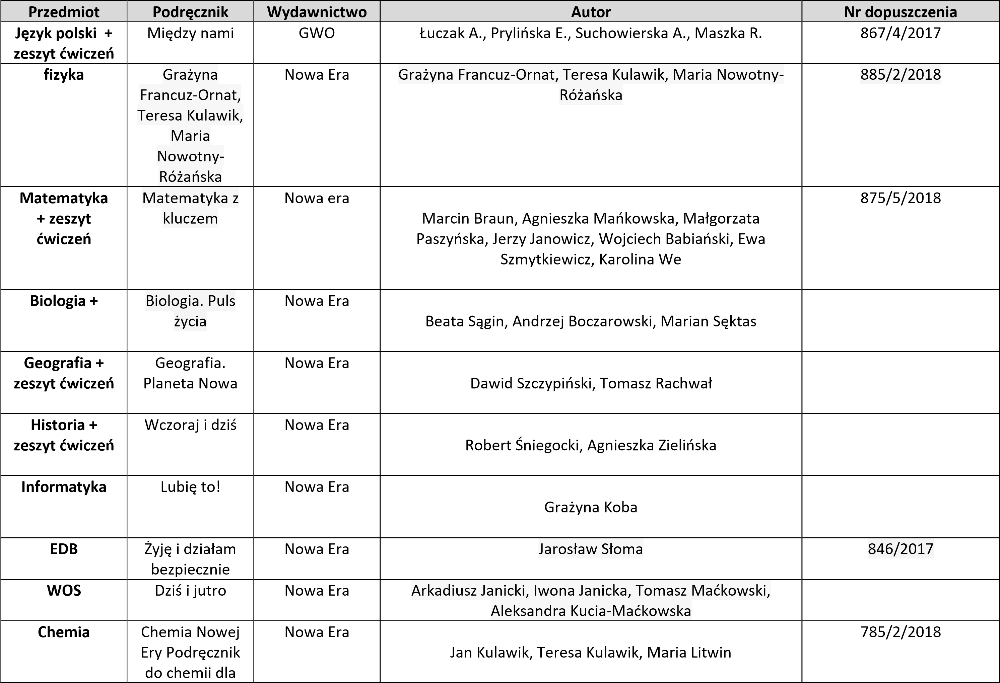 Przedmiot Podręcznik Wydawnictwo Autor Nr dopuszczenia
Język polski + Między nami GWO Łuczak A., Prylińska E., Suchowierska A., Maszka R. 867/4/2017
zeszyt ćwiczeń
fizyka Grażyna Nowa Era Grażyna Francuz-Ornat, Teresa Kulawik, Maria Nowotny- 885/2/2018
Francuz-Ornat, Różańska
Teresa Kulawik,
Maria
Nowotny-
Różańska
Matematyka Matematyka z Nowa era 875/5/2018
+ zeszyt kluczem Marcin Braun, Agnieszka Mańkowska, Małgorzata
ćwiczeń Paszyńska, Jerzy Janowicz, Wojciech Babiański, Ewa
Szmytkiewicz, Karolina We
Biologia + Biologia. Puls Nowa Era
życia Beata Sągin, Andrzej Boczarowski, Marian Sęktas
Geografia + Geografia. Nowa Era
zeszyt ćwiczeń Planeta Nowa Dawid Szczypiński, Tomasz Rachwał
Historia + Wczoraj i dziś Nowa Era
zeszyt ćwiczeń Robert Śniegocki, Agnieszka Zielińska
Informatyka Lubię to! Nowa Era
Grażyna Koba
EDB Żyję i działam Nowa Era Jarosław Słoma 846/2017
bezpiecznie
WOS Dziś i jutro Nowa Era Arkadiusz Janicki, Iwona Janicka, Tomasz Maćkowski,
Aleksandra Kucia-Maćkowska
Chemia Chemia Nowej Nowa Era 785/2/2018
Ery Podręcznik Jan Kulawik, Teresa Kulawik, Maria Litwin
do chemii dla